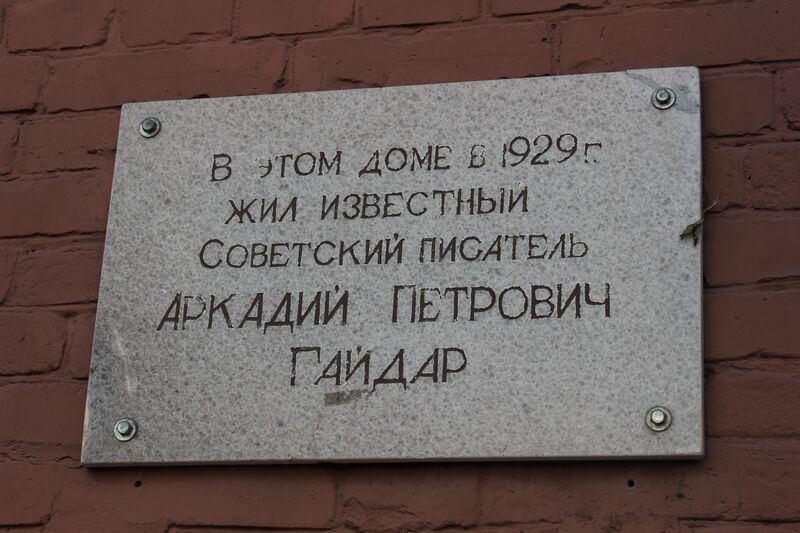 В ЭТОМ ДОМЕ В 1929 Г.
ЖИЛ ИЗВЕСТНЫЙ
СОВЕТСКИЙ ПИСАТЕЛЬ
АРКАДИЙ ПЕТРОВИЧ
ГАЙДАР